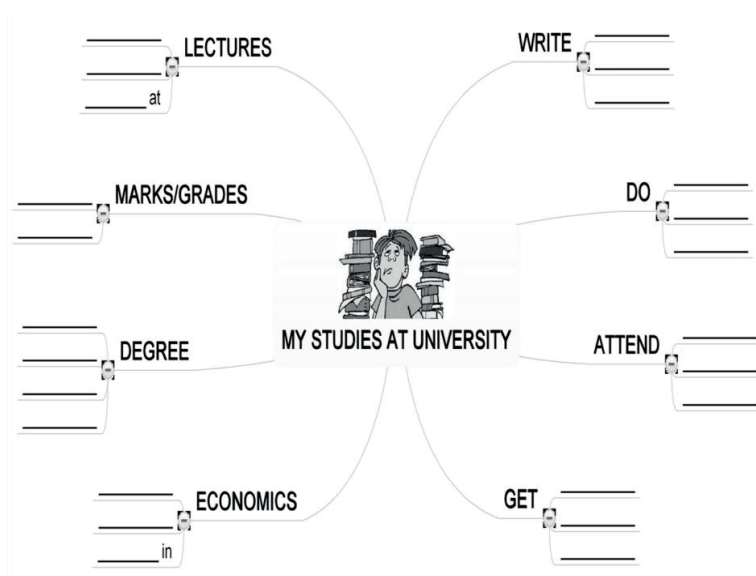 LECTURES
at
MARKS/GRADES
DEGREE
ECONOMICS
in
MY STUDIES AT UNIVERSITY
WRITE
DO
ATTEND
GET